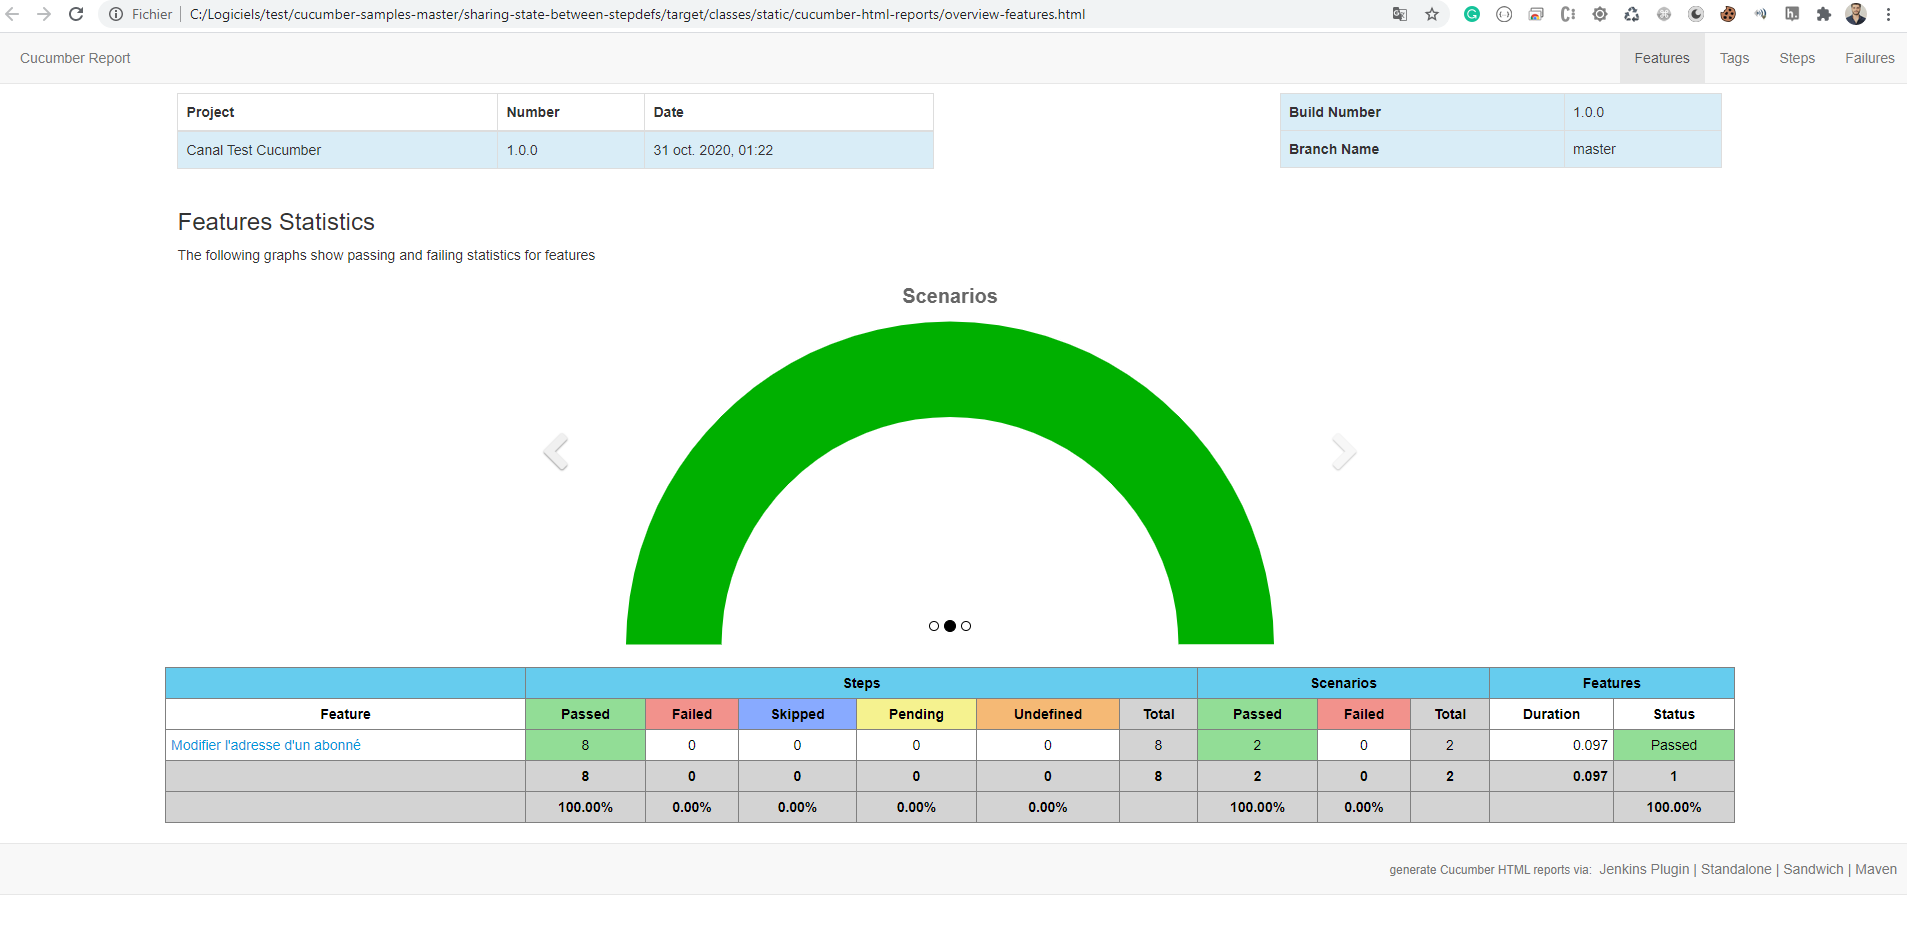 Fichier | C:/Logiciels/test/cucumber-samples-master/sharing-state-between-stepdefs/target/classes/static/cucumber-html-reports/overview-features.html
Cucumber Report Features Tags Steps Failures
Project Number Date
Canal Test Cucumber 1.0.0 31 oct. 2020, 01:22
Build Number 1.0.0
Branch Name master
Features Statistics
The following graphs show passing and failing statistics for features
Scenarios
Steps Scenarios Features
Feature Passed Failed Skipped Pending Undefined Total Passed Failed Total Duration Status
Modifier l'adresse d'un abonné 8 0 0 0 0 8 2 0 2 0.097 Passed
8 0 0 0 0 8 2 0 2 0.097 1
100.00% 0.00% 0.00% 0.00% 0.00% 100.00% 0.00% 100.00%
generate Cucumber HTML reports via: Jenkins Plugin | Standalone | Sandwich | Maven